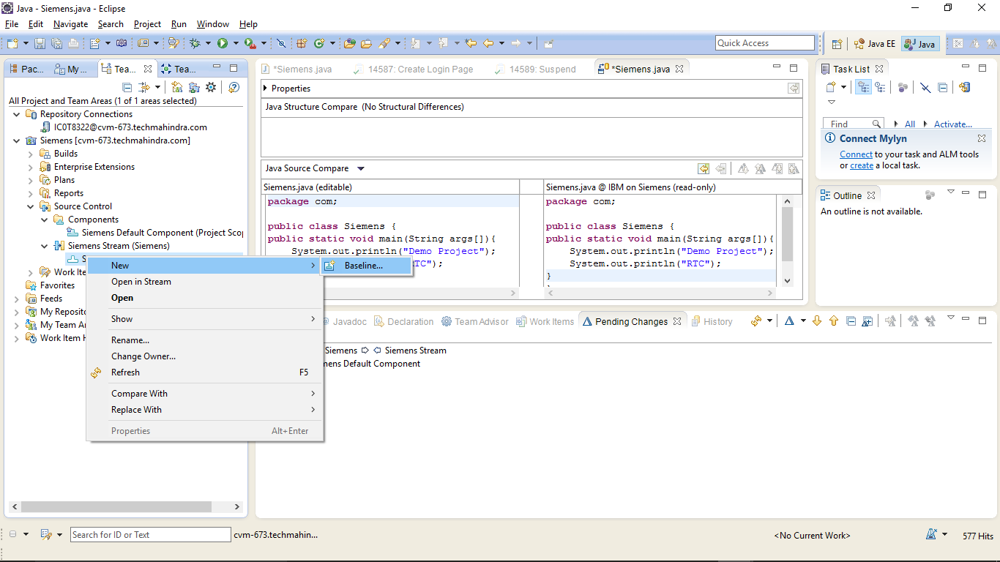 Java - Siemens.java - Eclipse
File Edit Navigate Search Project Run Window Help
Quick Access
Java EE
Java
Pac...
My ...
Tea...
Tea...
All Project and Team Areas (1 of 1 areas selected)
Repository Connections
IC0T8322@cvm-673.techmahindra.com
Siemens [cvm-673.techmahindra.com]
Builds
Enterprise Extensions
Plans
Reports
Source Control
Components
Siemens Default Component (Project Scop
Siemens Stream (Siemens)
S
Work Ite
Favorites
Feeds
My Reposito
My Team Ar
Work Item H
New
Baseline...
Open in Stream
Open
Show
Rename...
Change Owner...
Refresh F5
Compare With
Replace With
Properties Alt+Enter
*Siemens.java
14587: Create Login Page
14589: Suspend
*Siemens.java
Properties
Java Structure Compare (No Structural Differences)
Java Source Compare
Siemens.java (editable)
package com;
public class Siemens {
public static void main(String args[]){
System.out.println("Demo Project");
TC");
Siemens.java @ IBM on Siemens (read-only)
package com;
public class Siemens {
public static void main(String args[]){
System.out.println("Demo Project");
System.out.println("RTC");
}
Task List
Find
All
Activate...
Connect Mylyn
Connect to your task and ALM tools
or create a local task.
Outline
An outline is not available.
Javadoc
Declaration
Team Advisor
Work Items
Pending Changes
History
Siemens
Siemens Stream
mens Default Component
Search for ID or Text
cvm-673.techmahin...
<No Current Work>
577 Hits